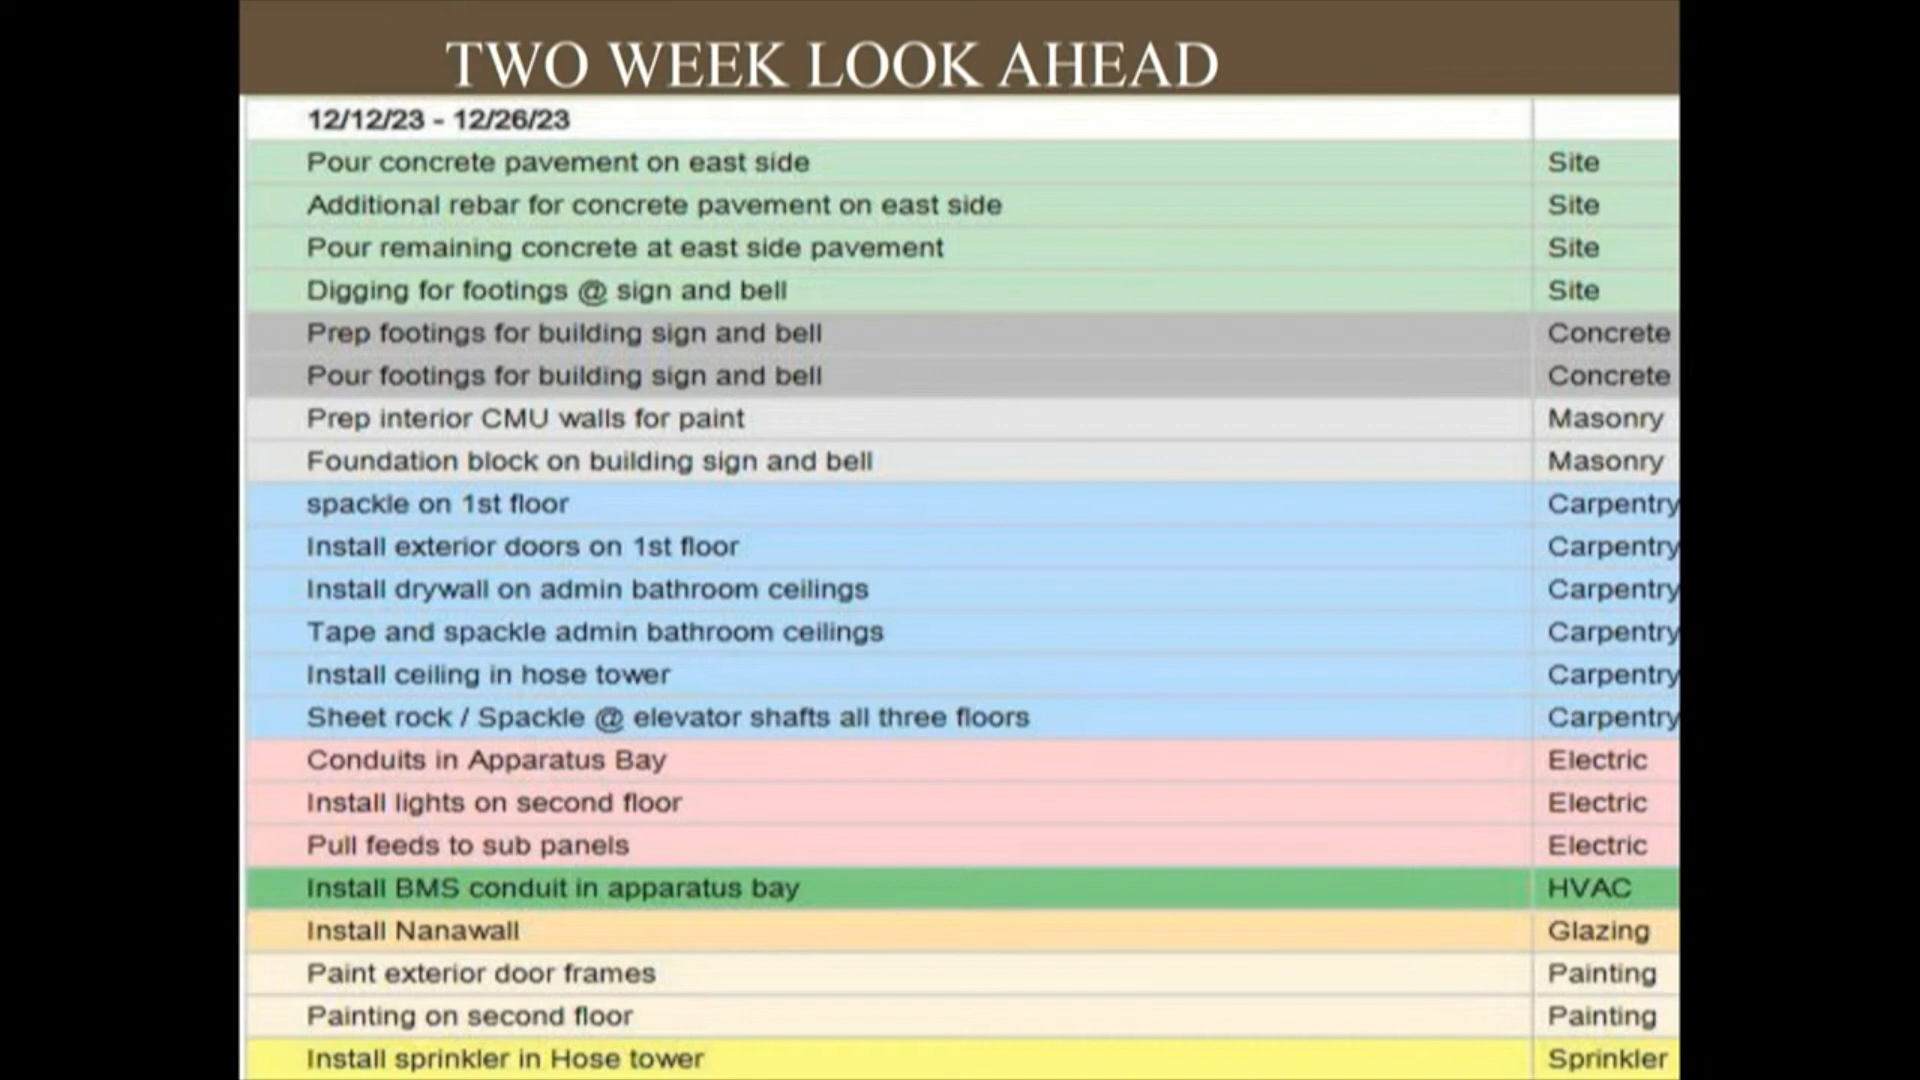 TWO WEEK LOOK AHEAD
12/12/23 - 12/26/23
Pour concrete pavement on east side Site
Additional rebar for concrete pavement on east side Site
Pour remaining concrete at east side pavement Site
Digging for footings @ sign and bell Site
Prep footings for building sign and bell Concrete
Pour footings for building sign and bell Concrete
Prep interior CMU walls for paint Masonry
Foundation block on building sign and bell Masonry
spackle on 1st floor Carpentry
Install exterior doors on 1st floor Carpentry
Install drywall on admin bathroom ceilings Carpentry
Tape and spackle admin bathroom ceilings Carpentry
Install ceiling in hose tower Carpentry
Sheet rock / Spackle @ elevator shafts all three floors Carpentry
Conduits in Apparatus Bay Electric
Install lights on second floor Electric
Pull feeds to sub panels Electric
Install BMS conduit in apparatus bay HVAC
Install Nanawall Glazing
Paint exterior door frames Painting
Painting on second floor Painting
Install sprinkler in Hose tower Sprinkler